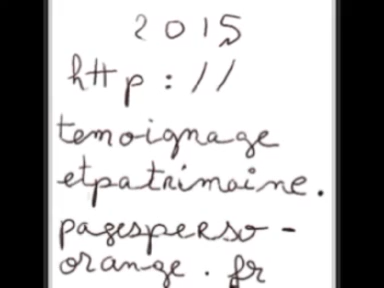 2015
http://
temoignage
etpatrimoine.
pagesperso-
orange.fr